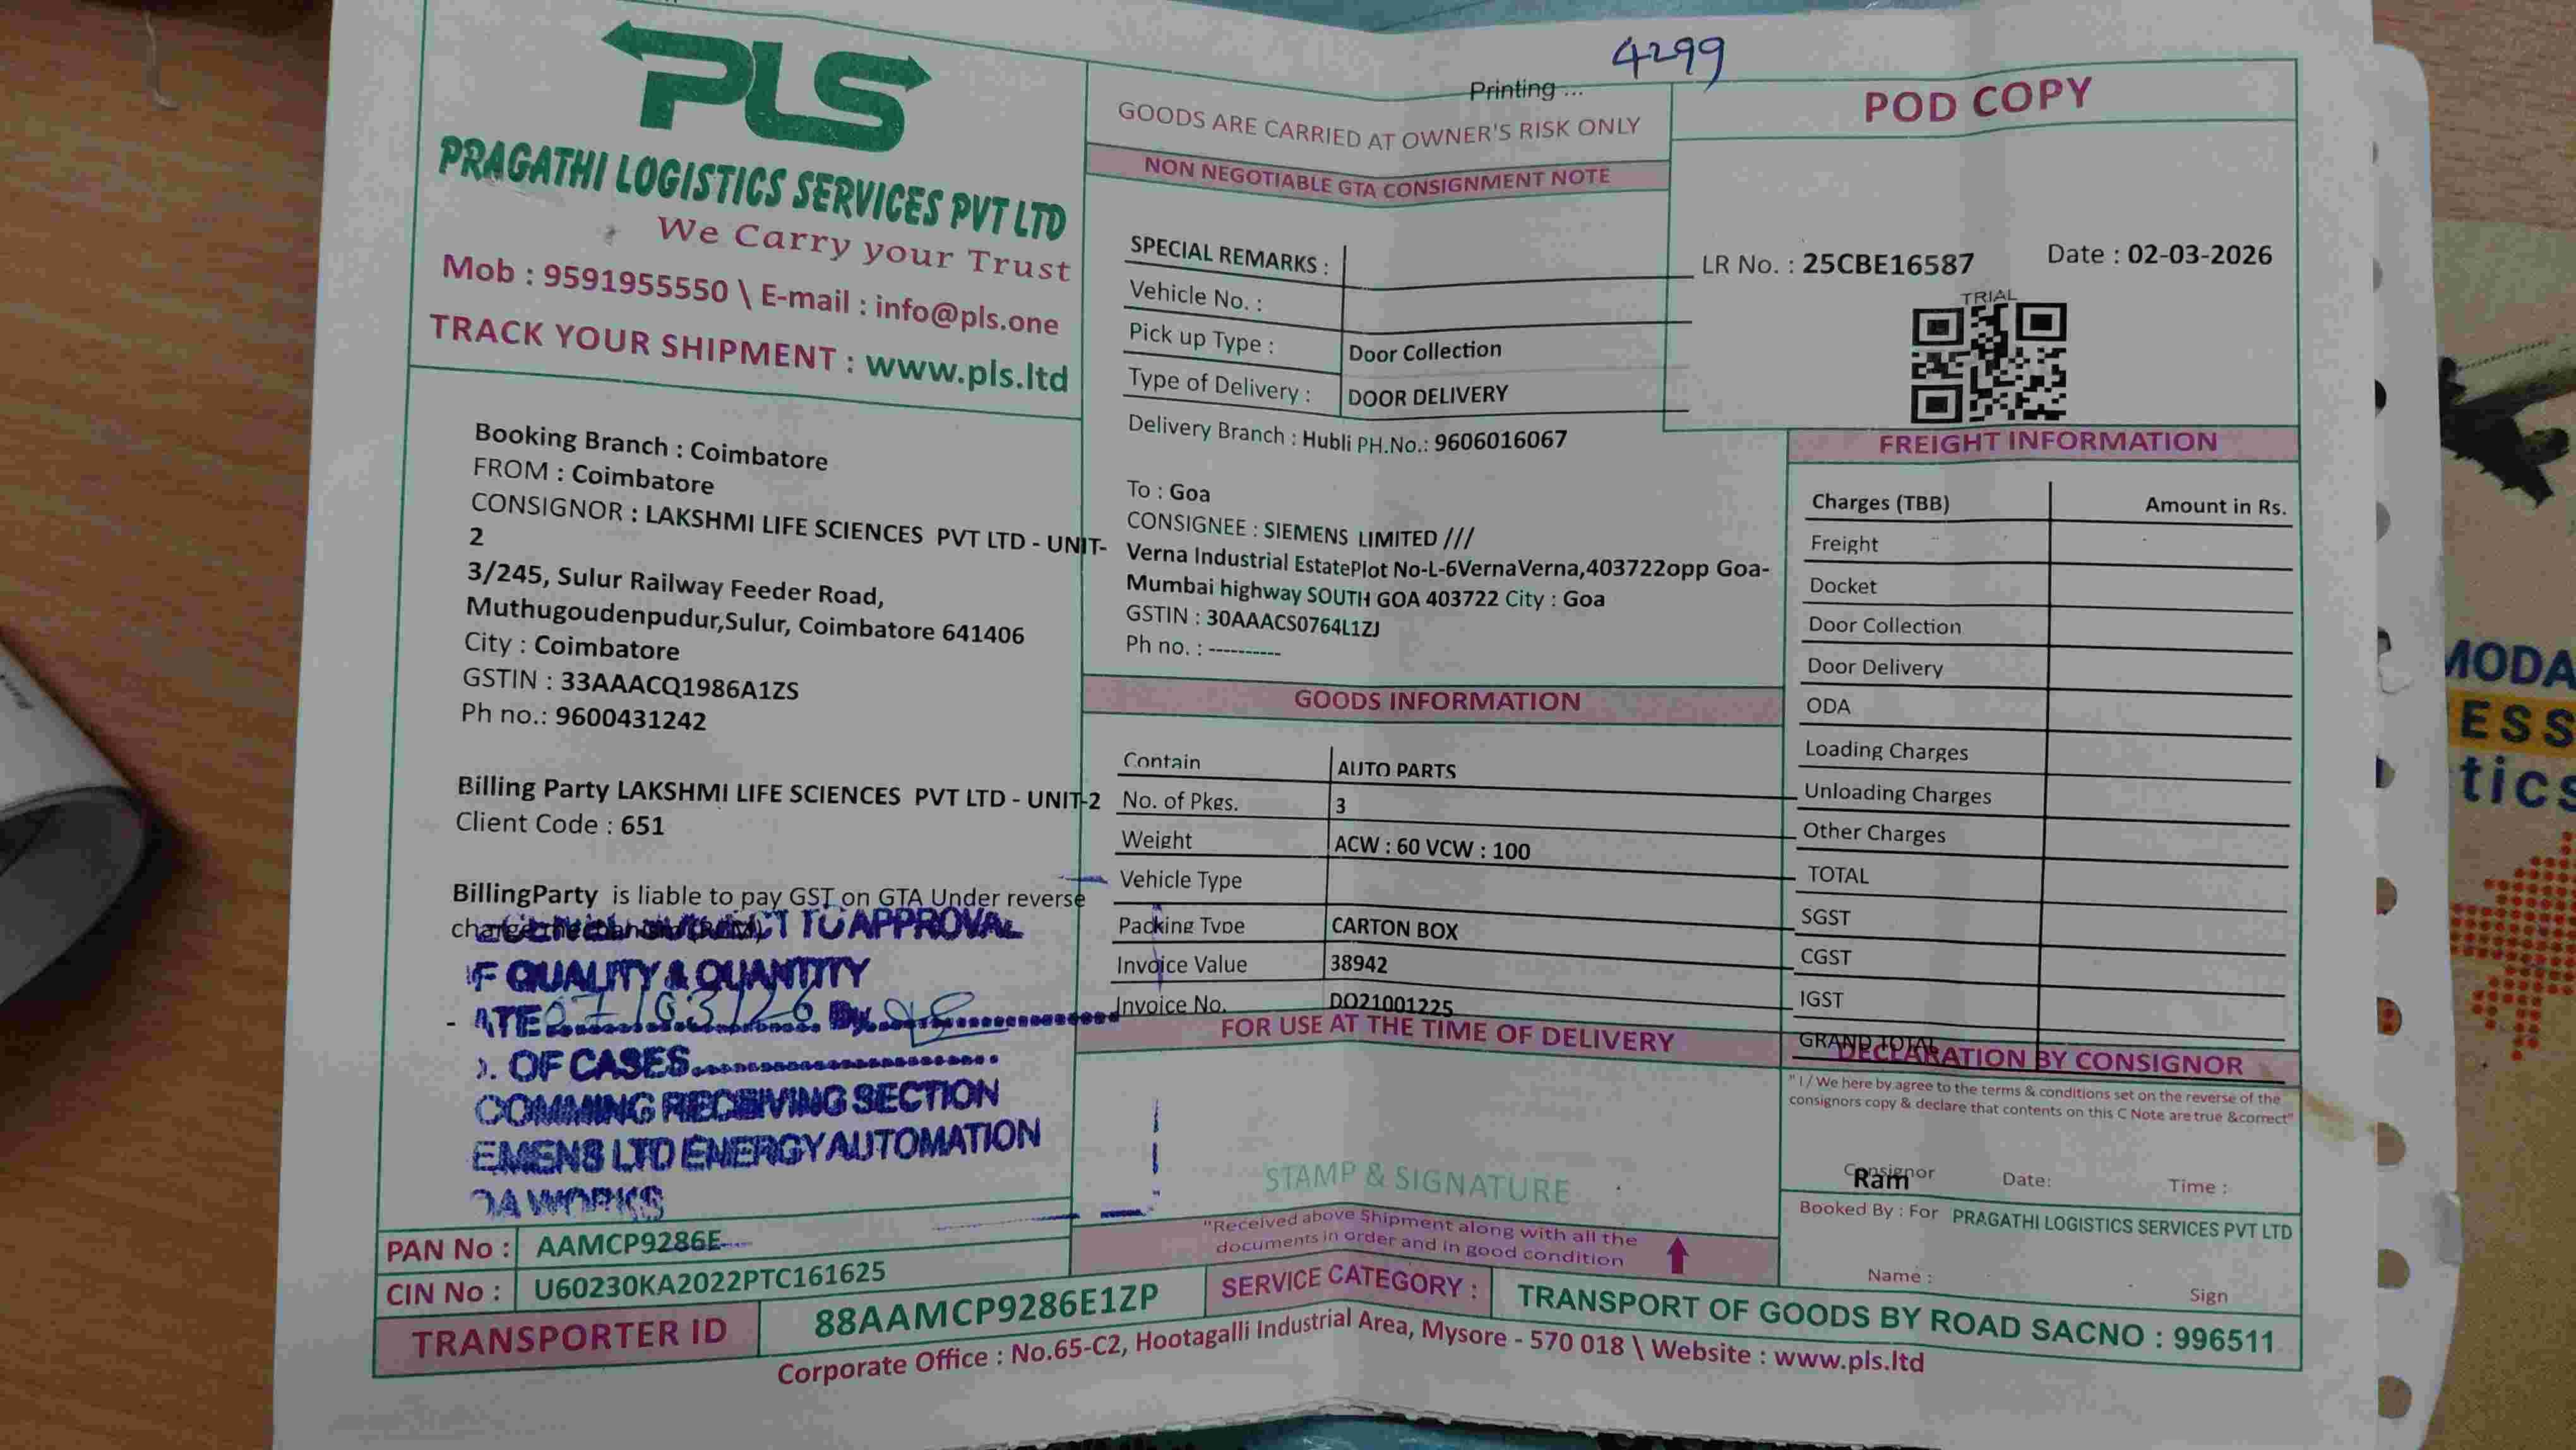 4299
Printing ...
PLS
PRAGATHI LOGISTICS SERVICES PVT LTD
We Carry your Trust
Mob : 9591955550 \ E-mail : info@pls.one
TRACK YOUR SHIPMENT : www.pls.ltd
GOODS ARE CARRIED AT OWNER'S RISK ONLY
NON NEGOTIABLE GTA CONSIGNMENT NOTE
SPECIAL REMARKS :
Vehicle No. :
Pick up Type : Door Collection
Type of Delivery : DOOR DELIVERY
Delivery Branch : Hubli PH.No.: 9606016067
POD COPY
LR No. : 25CBE16587 Date : 02-03-2026
TRIAL
Booking Branch : Coimbatore
FROM : Coimbatore
CONSIGNOR : LAKSHMI LIFE SCIENCES PVT LTD - UNIT-
2
3/245, Sulur Railway Feeder Road,
Muthugoudenpudur,Sulur, Coimbatore 641406
City : Coimbatore
GSTIN : 33AAACQ1986A1ZS
Ph no.: 9600431242
Billing Party LAKSHMI LIFE SCIENCES PVT LTD - UNIT-2
Client Code : 651
BillingParty is liable to pay GST on GTA Under reverse
TO APPROVAL
F QUALITY & QUANTITY
ATE 07/03/26 By
). OF CASES
COMMING RECEIVING SECTION
EMENS LTD ENERGY AUTOMATION
OA WORKS
To : Goa
CONSIGNEE : SIEMENS LIMITED ///
Verna Industrial EstatePlot No-L-6VernaVerna,403722opp Goa-
Mumbai highway SOUTH GOA 403722 City : Goa
GSTIN : 30AAACS0764L1ZJ
Ph no. : ----------
GOODS INFORMATION
Contain AUTO PARTS
No. of Pkgs. 3
Weight ACW : 60 VCW : 100
Vehicle Type
Packing Type CARTON BOX
Invoice Value 38942
Invoice No. DO21001225
FOR USE AT THE TIME OF DELIVERY
STAMP & SIGNATURE
"Received above Shipment along with all the
documents in order and in good condition
FREIGHT INFORMATION
Charges (TBB) Amount in Rs.
Freight
Docket
Door Collection
Door Delivery
ODA
Loading Charges
Unloading Charges
Other Charges
TOTAL
SGST
CGST
IGST
GRAND TOTAL
DECLARATION BY CONSIGNOR
" I / We here by agree to the terms & conditions set on the reverse of the
consignors copy & declare that contents on this C Note are true &correct"
Consignor Date: Time :
Ram
Booked By : For PRAGATHI LOGISTICS SERVICES PVT LTD
Name :
Sign
PAN No : AAMCP9286E
CIN No : U60230KA2022PTC161625
TRANSPORTER ID 88AAMCP9286E1ZP
SERVICE CATEGORY : TRANSPORT OF GOODS BY ROAD SACNO : 996511
Corporate Office : No.65-C2, Hootagalli Industrial Area, Mysore - 570 018 \ Website : www.pls.ltd
MODA
ESS
tics